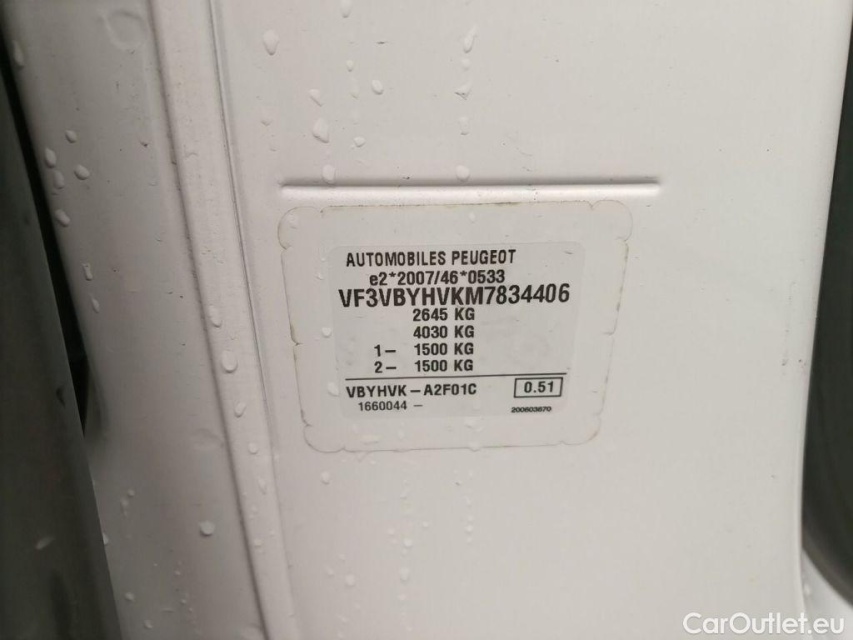 AUTOMOBILES PEUGEOT
e2*2007/46*0533
VF3VBYHVKM7834406
2645 KG
4030 KG
1- 1500 KG
2- 1500 KG
VBYHVK-A2F01C 0.51
1660044 -
200603670
CarOutlet.eu